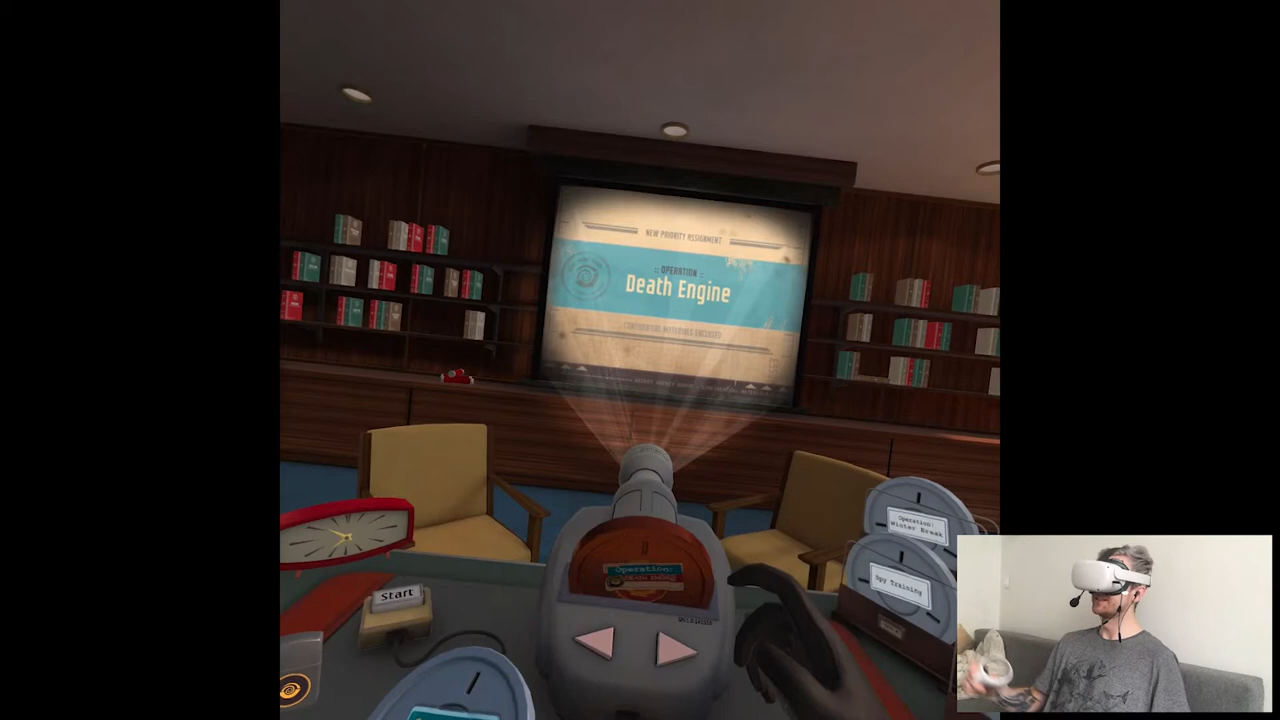 NEW PRIORITY ASSIGNMENT
:: OPERATION ::
Death Engine
CONFIDENTIAL MATERIALS ENCLOSED
Operation:
Winter Break
Operation:
DEATH ENGINE
Spy Training
Start